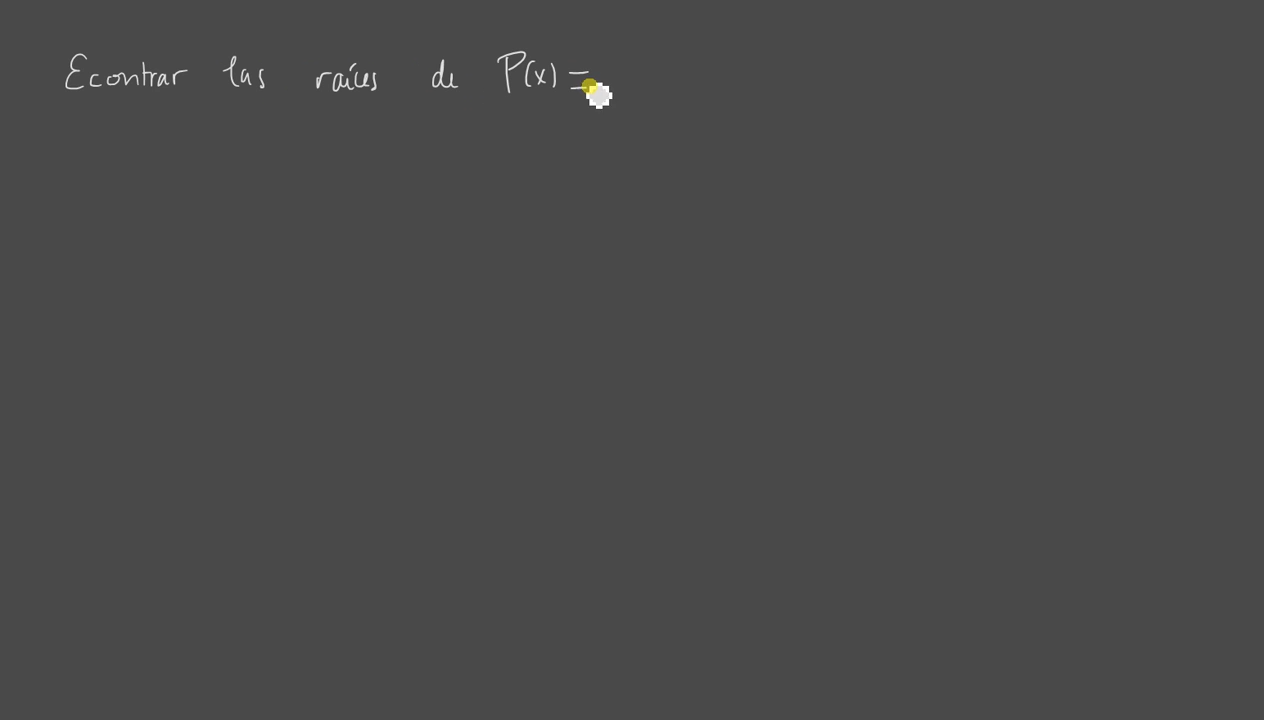 Econtrar las raíces de P(x) =